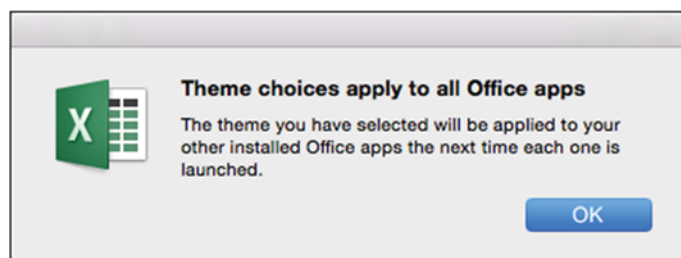 Theme choices apply to all Office apps
X
The theme you have selected will be applied to your
other installed Office apps the next time each one is
launched.
OK